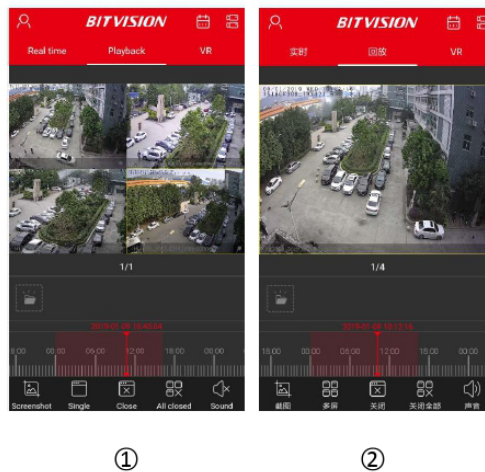 BITVISION
Real time Playback VR
1/1
2019-01-09 10:43:04
00:00 06:00 12:00 18:00 00:00
Screenshot Single Close All closed Sound
①
BITVISION
实时 回放 VR
1/4
18:00 00:00 06:00 12:00 18:00 00:00
截图 多屏 关闭 关闭全部 声音
②